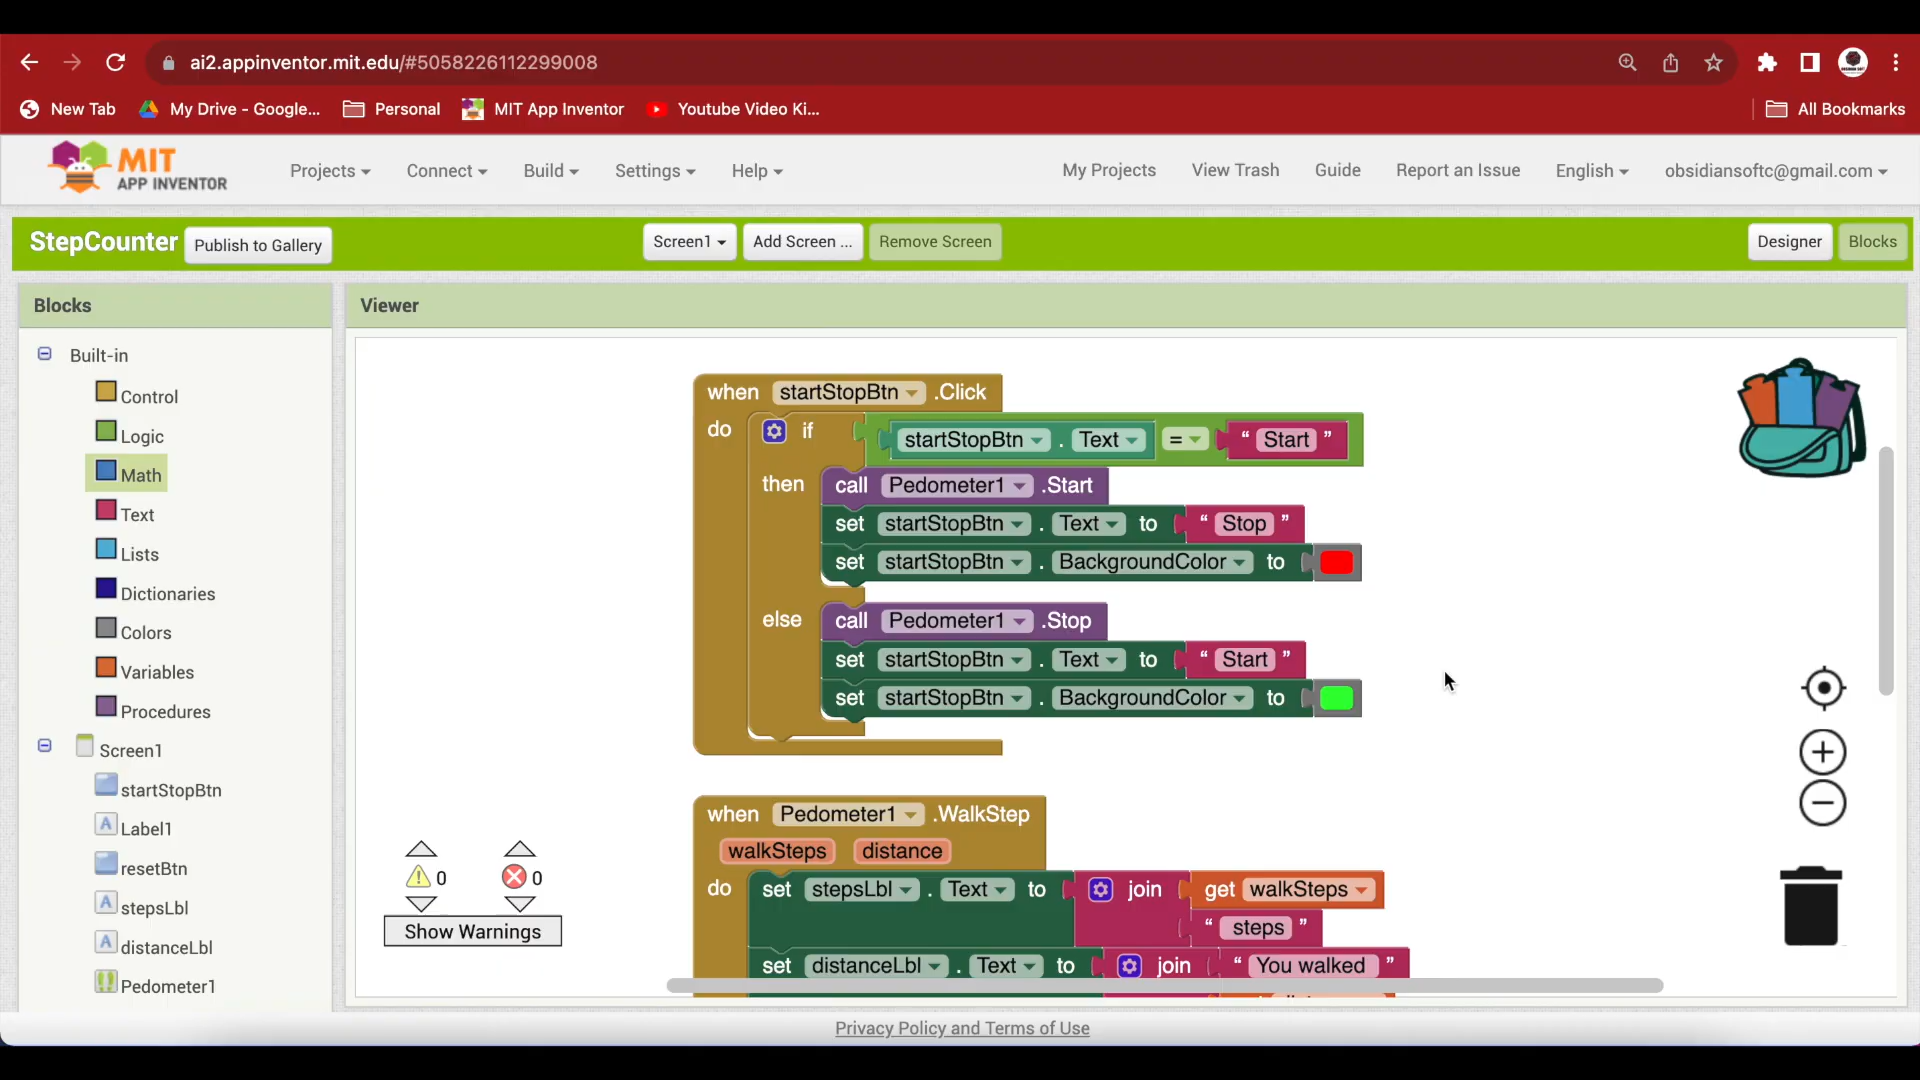 ai2.appinventor.mit.edu/#5058226112299008
New Tab My Drive - Google... Personal MIT App Inventor Youtube Video Ki... All Bookmarks
MIT
APP INVENTOR
Projects Connect Build Settings Help My Projects View Trash Guide Report an Issue English obsidiansoftc@gmail.com
StepCounter Publish to Gallery Screen1 Add Screen ... Remove Screen Designer Blocks
Blocks Viewer
Built-in
Control
Logic
Math
Text
Lists
Dictionaries
Colors
Variables
Procedures
Screen1
startStopBtn
Label1
resetBtn
stepsLbl
distanceLbl
Pedometer1
when startStopBtn .Click
do if startStopBtn . Text = “ Start ”
then call Pedometer1 .Start
set startStopBtn . Text to “ Stop ”
set startStopBtn . BackgroundColor to
else call Pedometer1 .Stop
set startStopBtn . Text to “ Start ”
set startStopBtn . BackgroundColor to
when Pedometer1 .WalkStep
walkSteps distance
do set stepsLbl . Text to join get walkSteps
“ steps ”
set distanceLbl . Text to join “ You walked ”
0 0
Show Warnings
Privacy Policy and Terms of Use